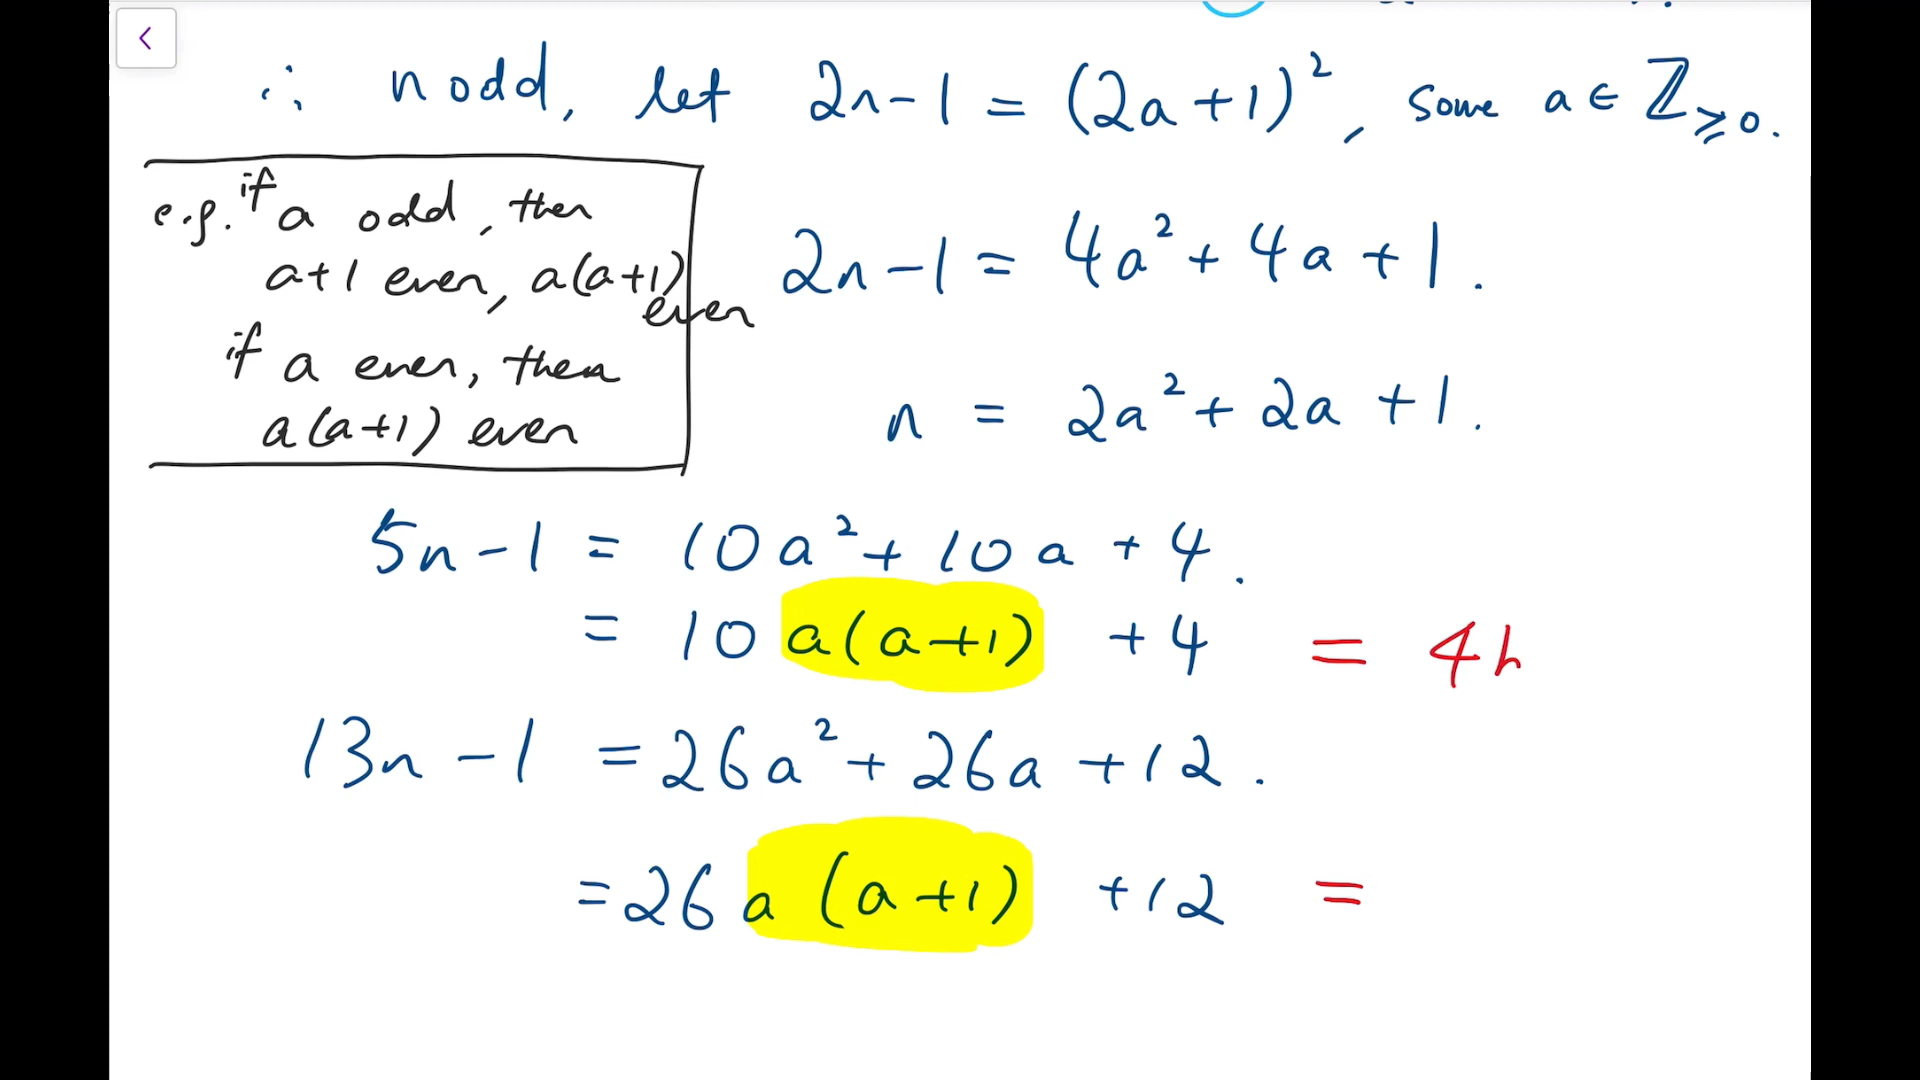 ∴ n odd, let 2n-1 = (2a+1)², some a ∈ ℤ≥0.
e.g. if a odd, then
a+1 even, a(a+1)
even
if a even, then
a(a+1) even
2n-1 = 4a²+4a+1.
n = 2a²+2a+1.
5n-1 = 10a²+10a+4.
= 10 a(a+1) +4 = 4h
13n-1 = 26a²+26a+12.
= 26 a(a+1) +12 =